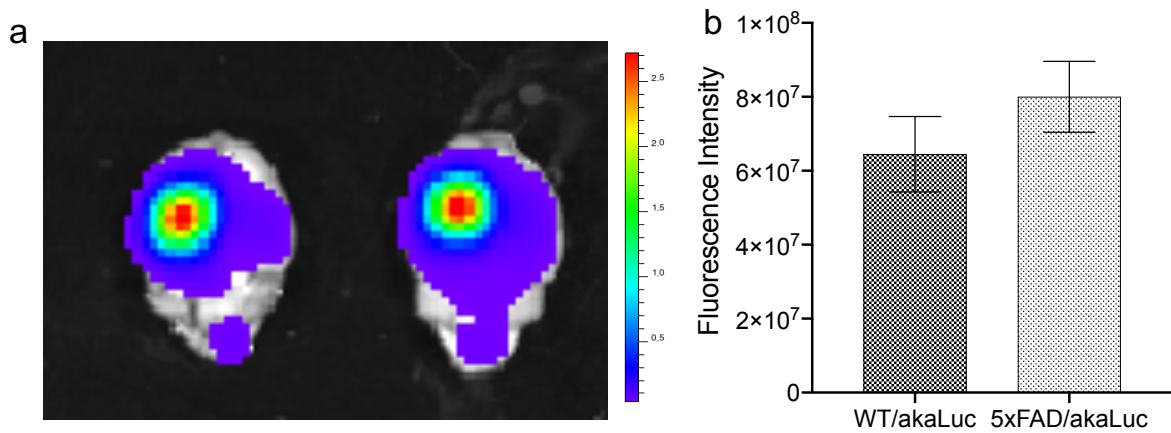 a
2.5
2.0
1.5
1.0
0.5
b
Fluorescence Intensity
1×10⁸
8×10⁷
6×10⁷
4×10⁷
2×10⁷
0
WT/akaLuc 5xFAD/akaLuc